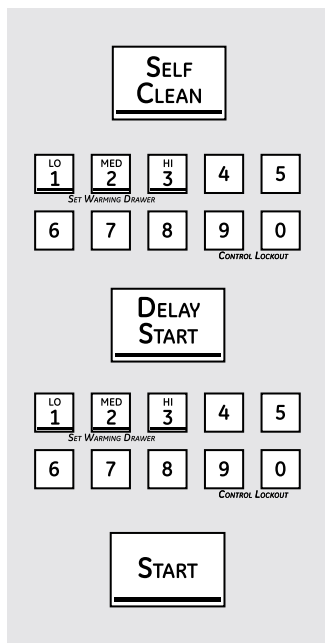 SELF
CLEAN
LO MED HI
1 2 3 4 5
SET WARMING DRAWER
6 7 8 9 0
CONTROL LOCKOUT
DELAY
START
LO MED HI
1 2 3 4 5
SET WARMING DRAWER
6 7 8 9 0
CONTROL LOCKOUT
START